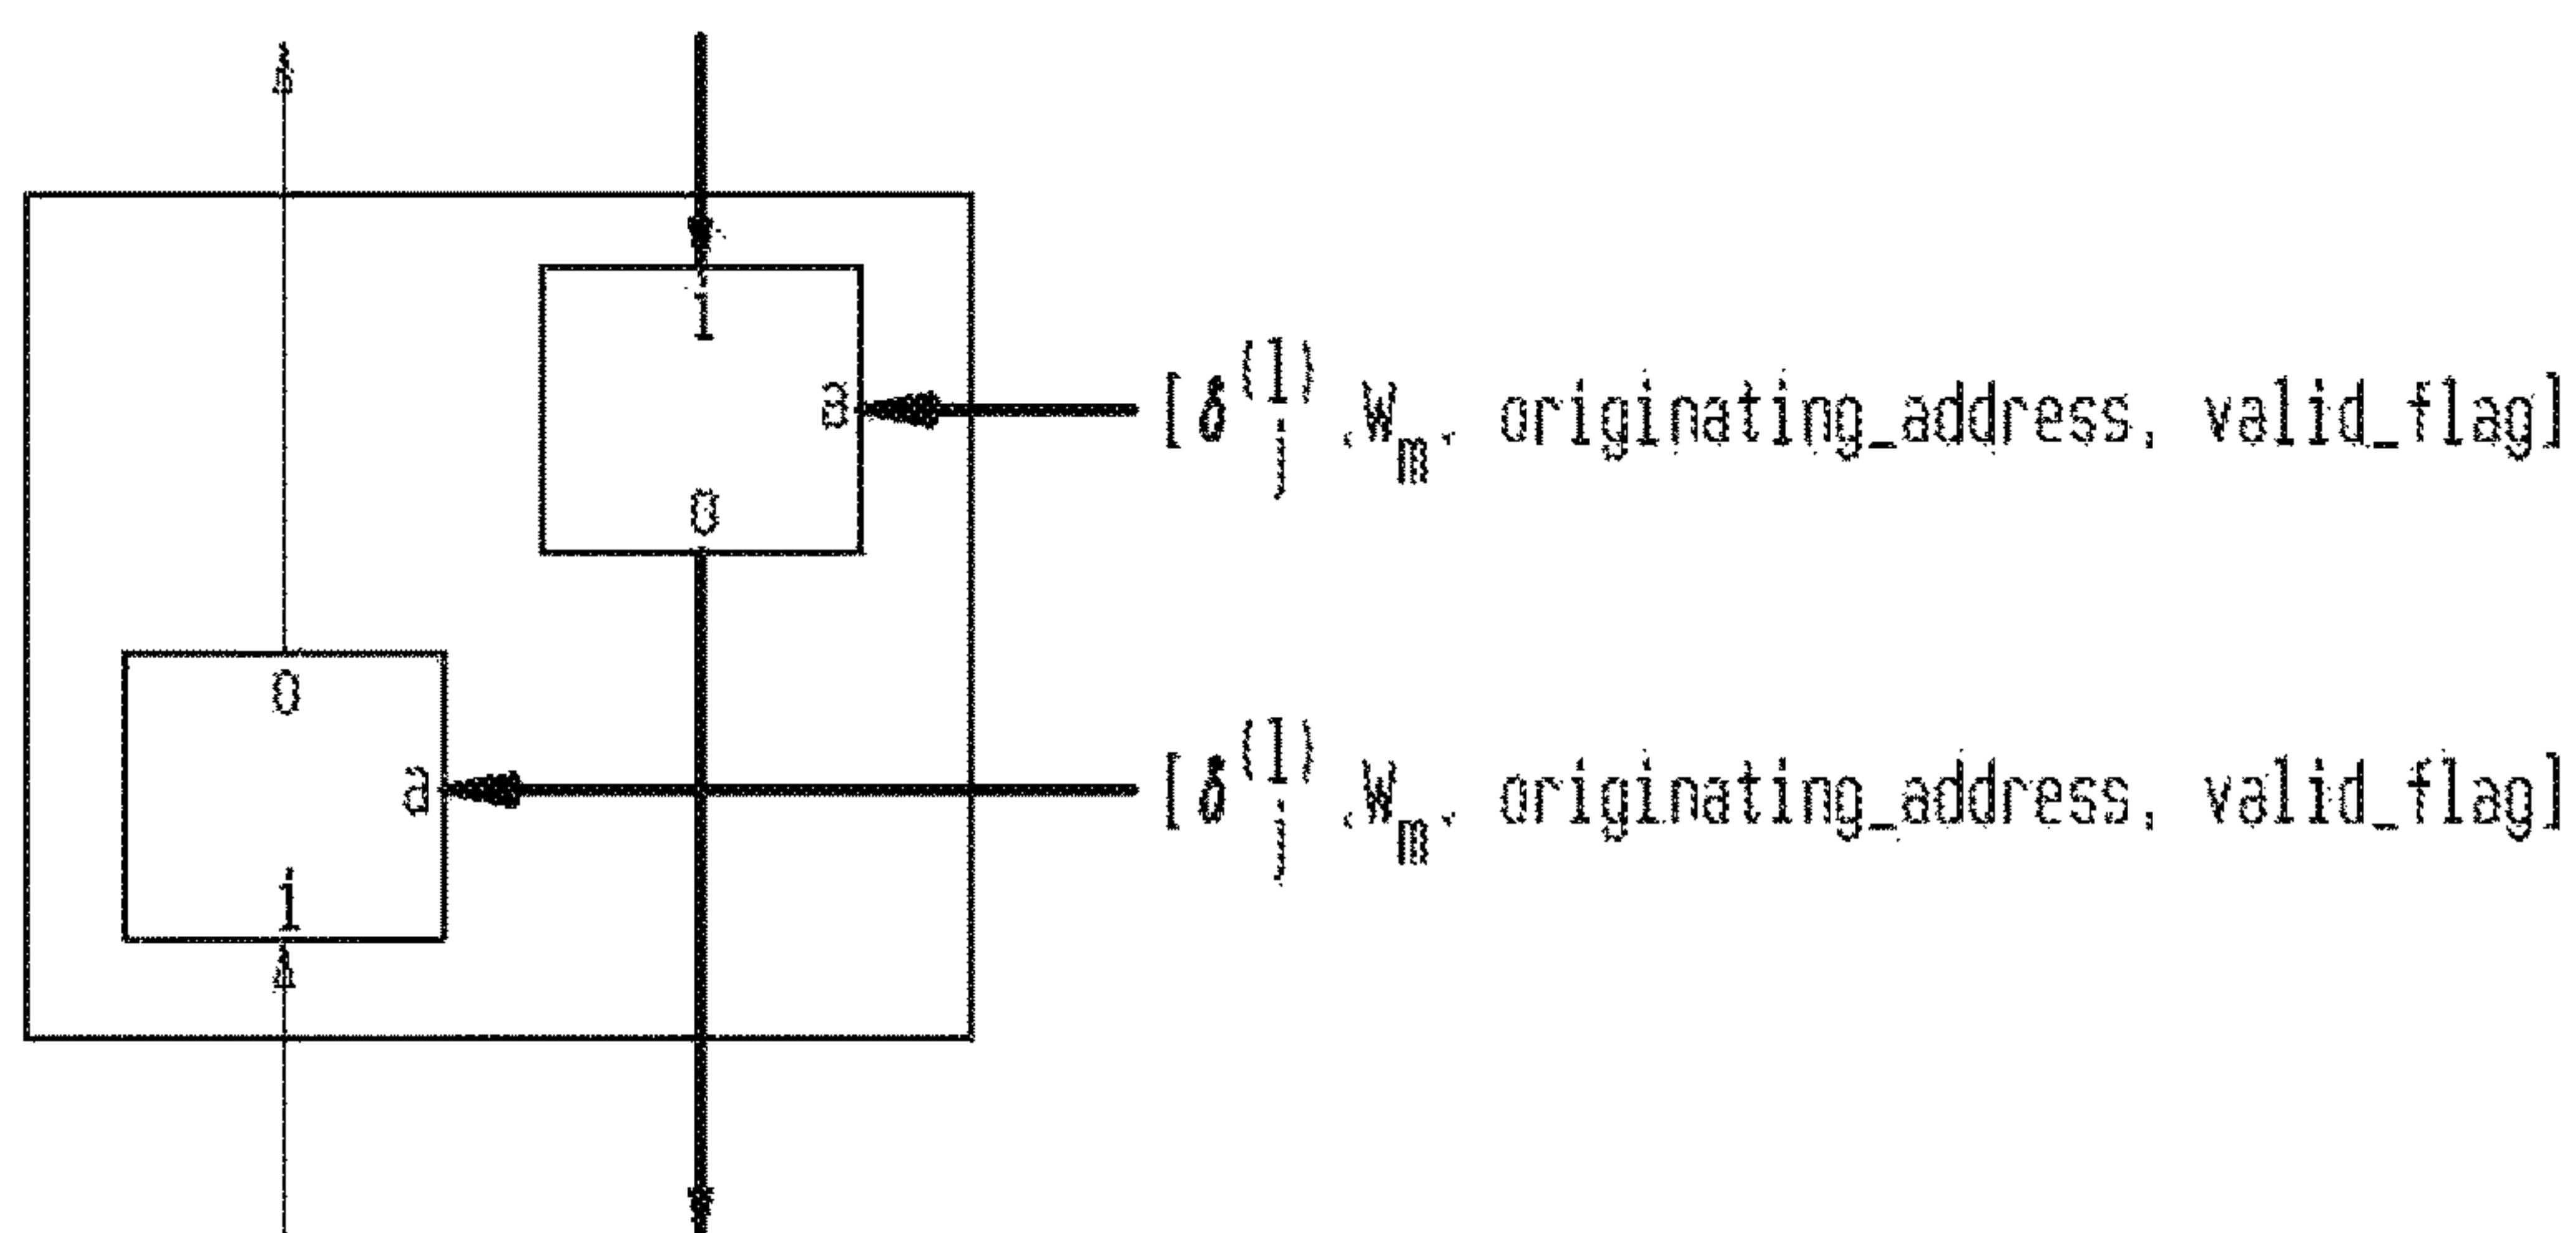 i
a [δ_j^(l).W_m, originating_address, valid_flag]
o
o
a [δ_j^(l).W_m, originating_address, valid_flag]
i